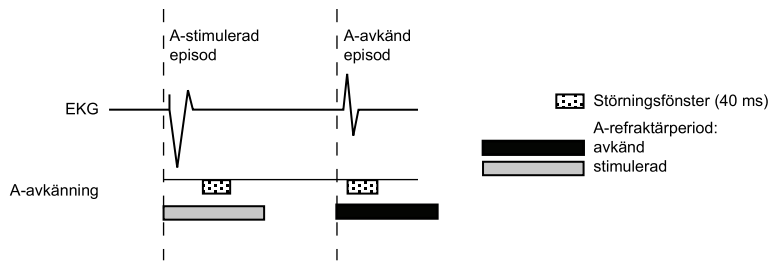 A-stimulerad
episod
A-avkänd
episod
EKG
Störningsfönster (40 ms)
A-refraktärperiod:
avkänd
stimulerad
A-avkänning